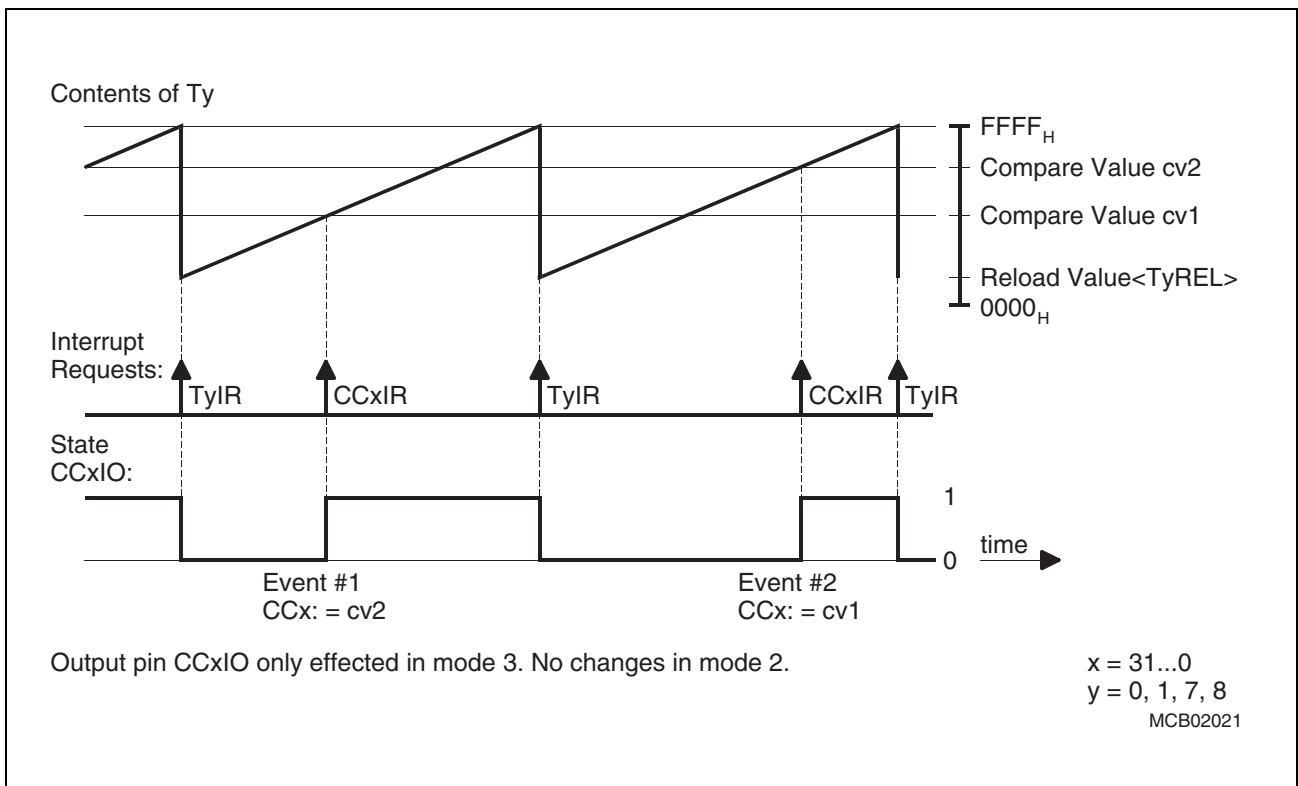 Contents of Ty
FFFFH
Compare Value cv2
Compare Value cv1
Reload Value<TyREL>
0000H
Interrupt
Requests:
TyIR CCxIR TyIR CCxIR TyIR
State
CCxIO:
1
0
time
Event #1
CCx: = cv2
Event #2
CCx: = cv1
Output pin CCxIO only effected in mode 3. No changes in mode 2.
x = 31...0
y = 0, 1, 7, 8
MCB02021